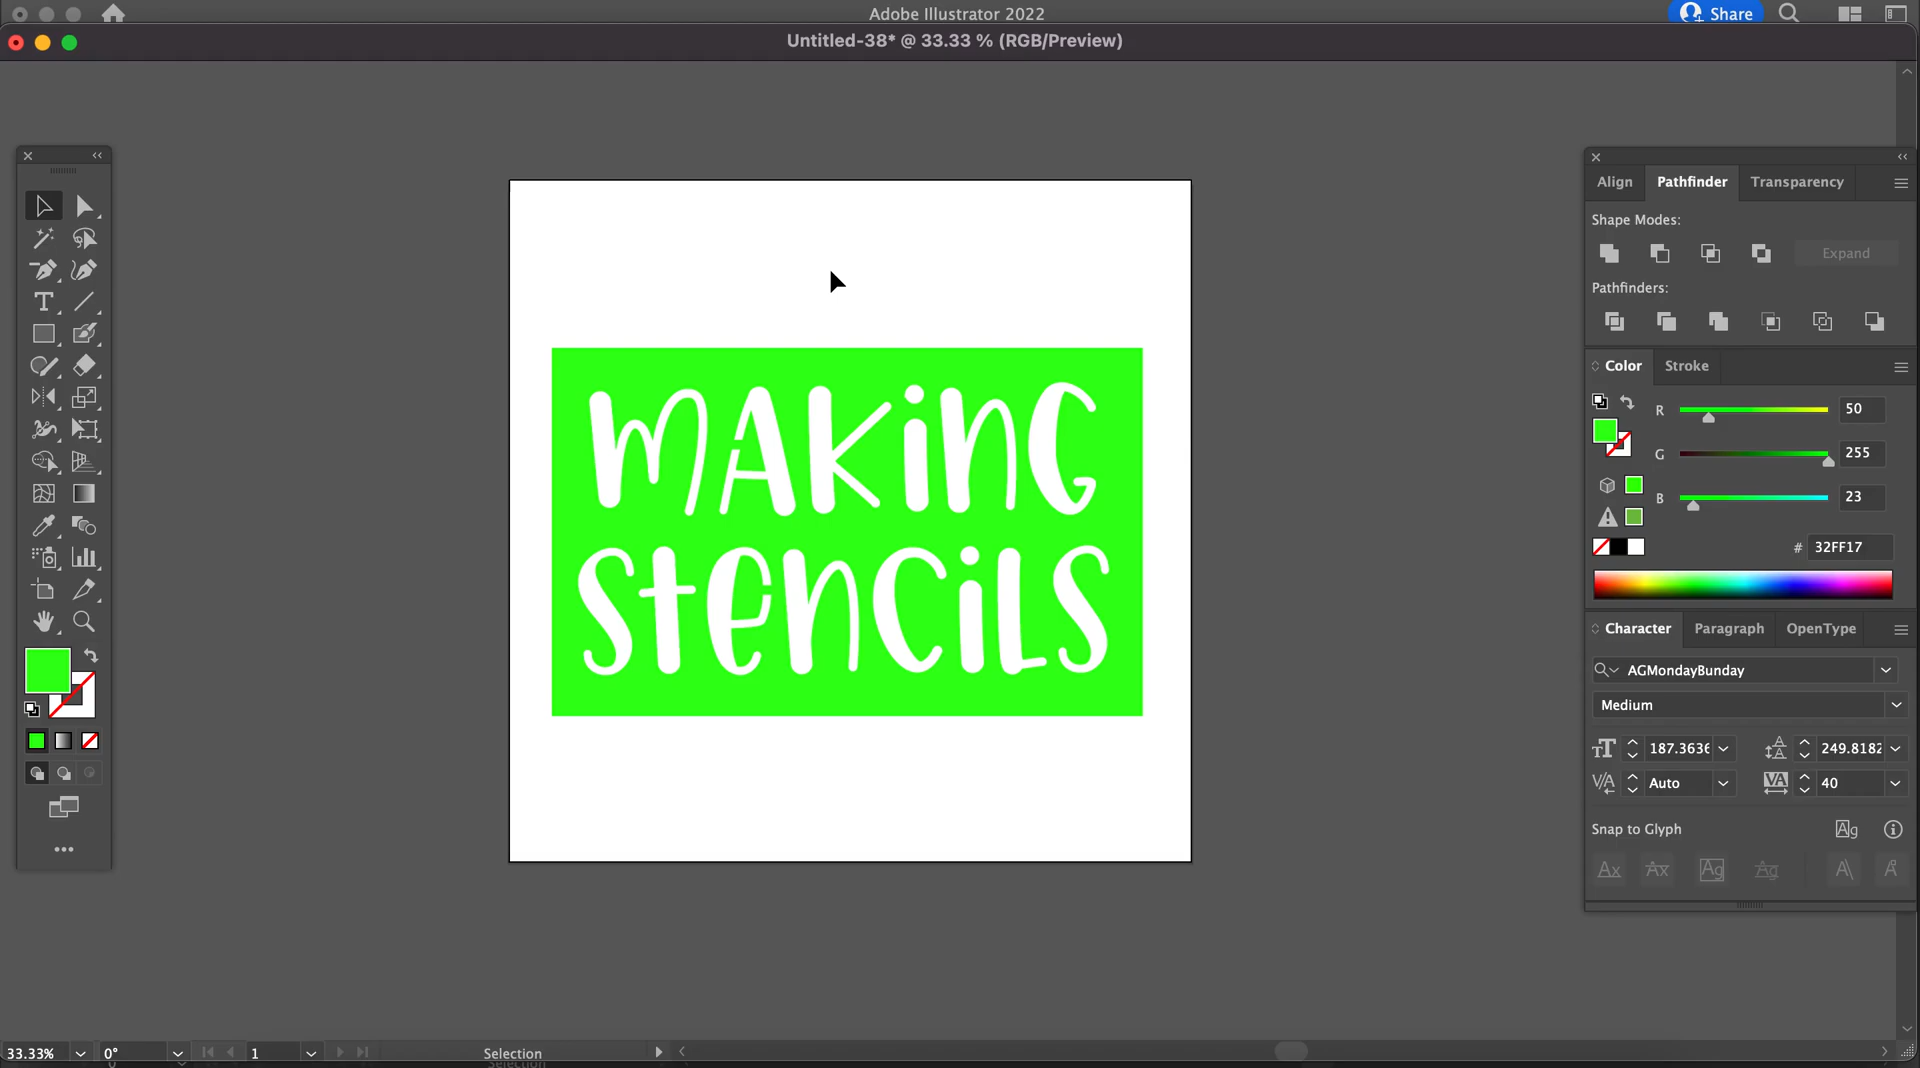 Adobe Illustrator 2022
Share
Untitled-38* @ 33.33 % (RGB/Preview)
Align Pathfinder Transparency
Shape Modes:
Expand
Pathfinders:
Color Stroke
R 50
G 255
B 23
# 32FF17
Character Paragraph OpenType
AGMondayBunday
Medium
187.3636
249.8182
Auto
40
Snap to Glyph
MAKiNG
STeNCiLS
33.33% 0° 1 Selection